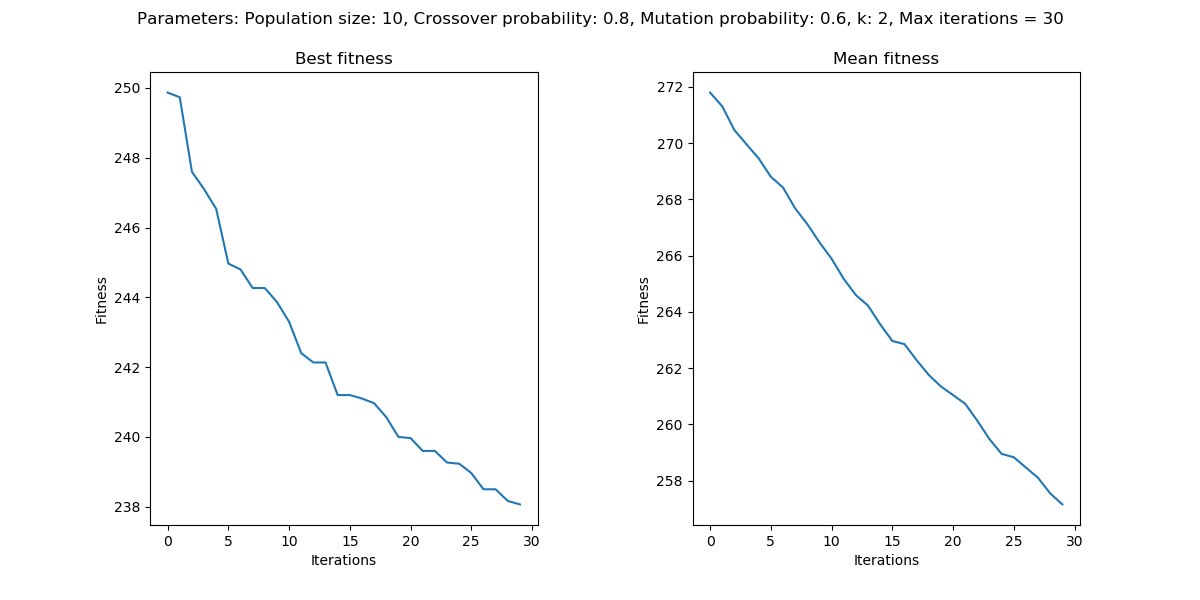 Parameters: Population size: 10, Crossover probability: 0.8, Mutation probability: 0.6, k: 2, Max iterations = 30
Best fitness
250
248
246
244
242
240
238
Fitness
0 5 10 15 20 25 30
Iterations
Mean fitness
272
270
268
266
264
262
260
258
Fitness
0 5 10 15 20 25 30
Iterations